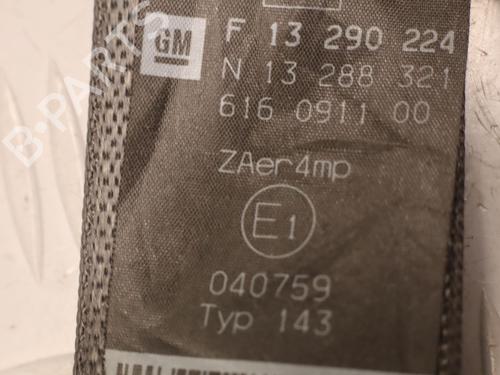 GM F 13 290 224
N 13 288 321
616 0911 00
ZAer4mp
E1
040759
Typ 143
B-PARTS